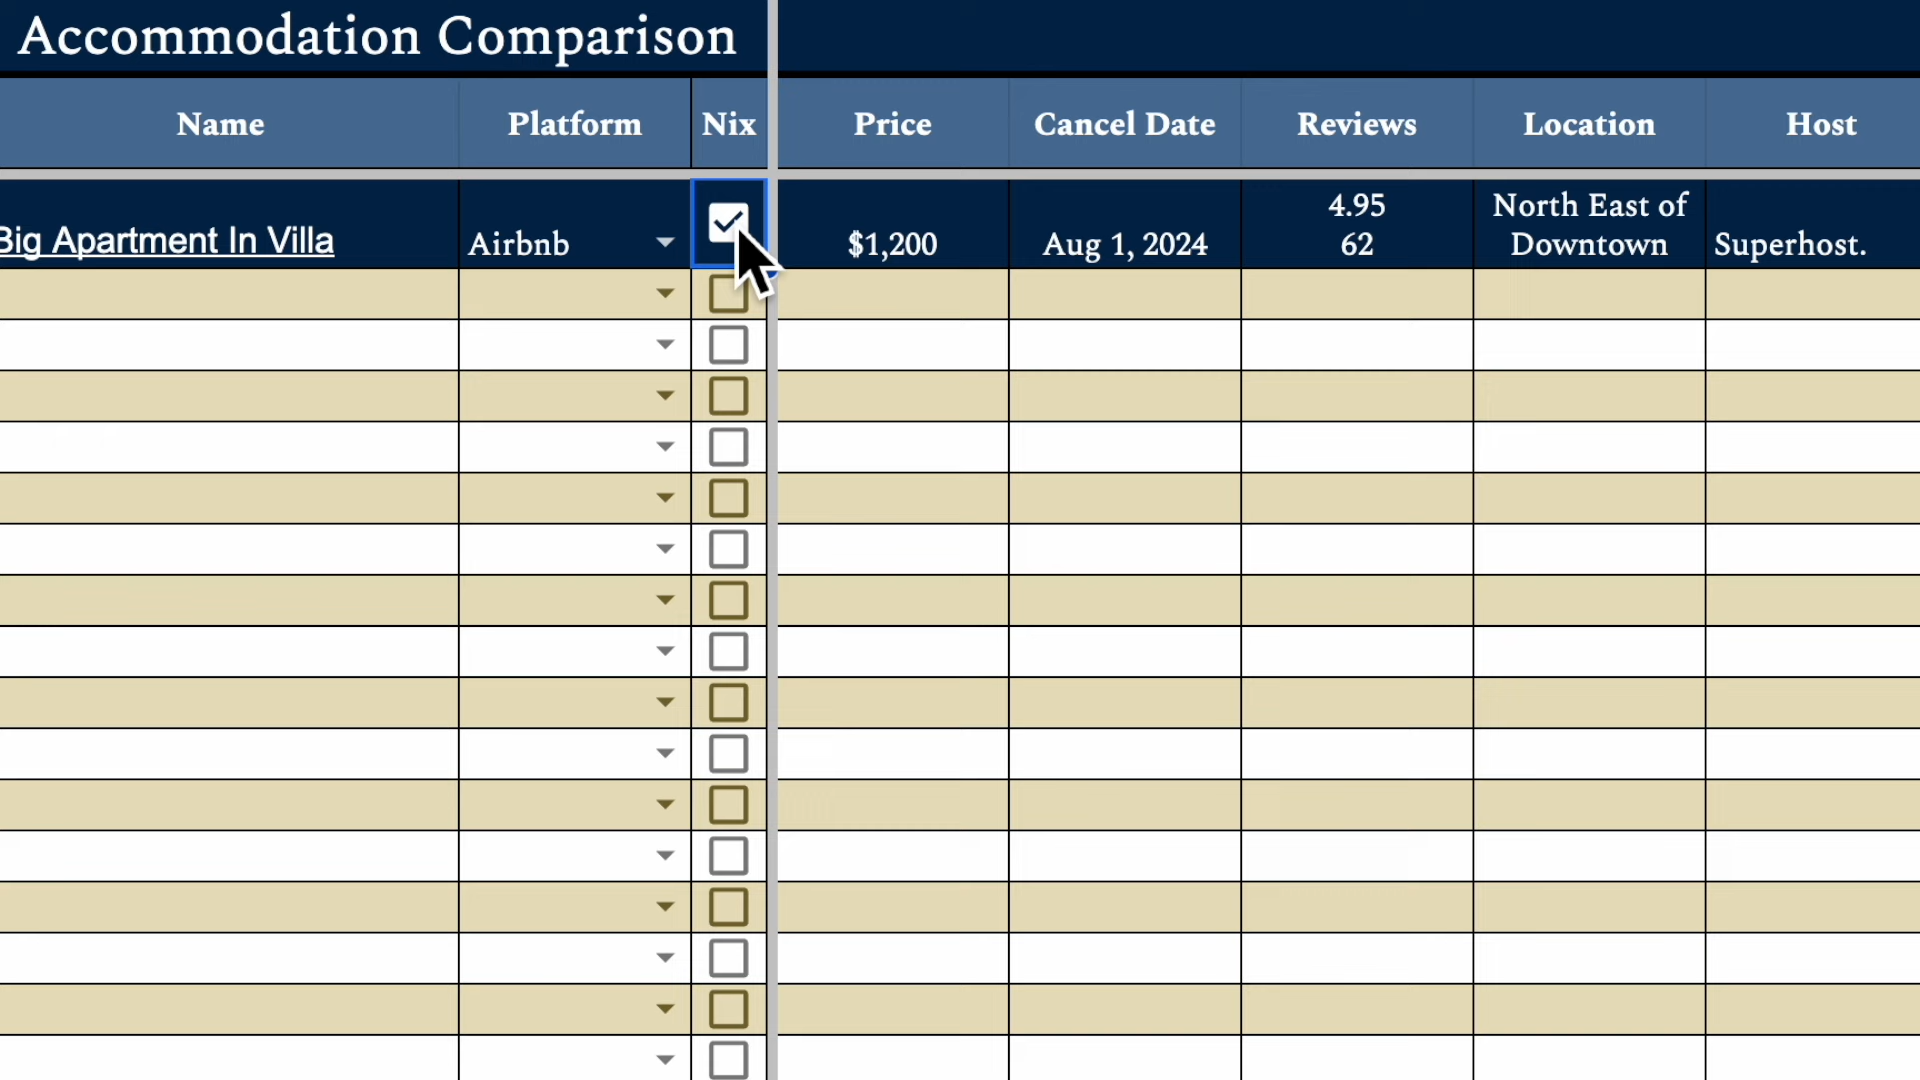 Accommodation Comparison
Name Platform Nix Price Cancel Date Reviews Location Host
Big Apartment In Villa Airbnb $1,200 Aug 1, 2024 4.95 North East of Superhost.
62 Downtown